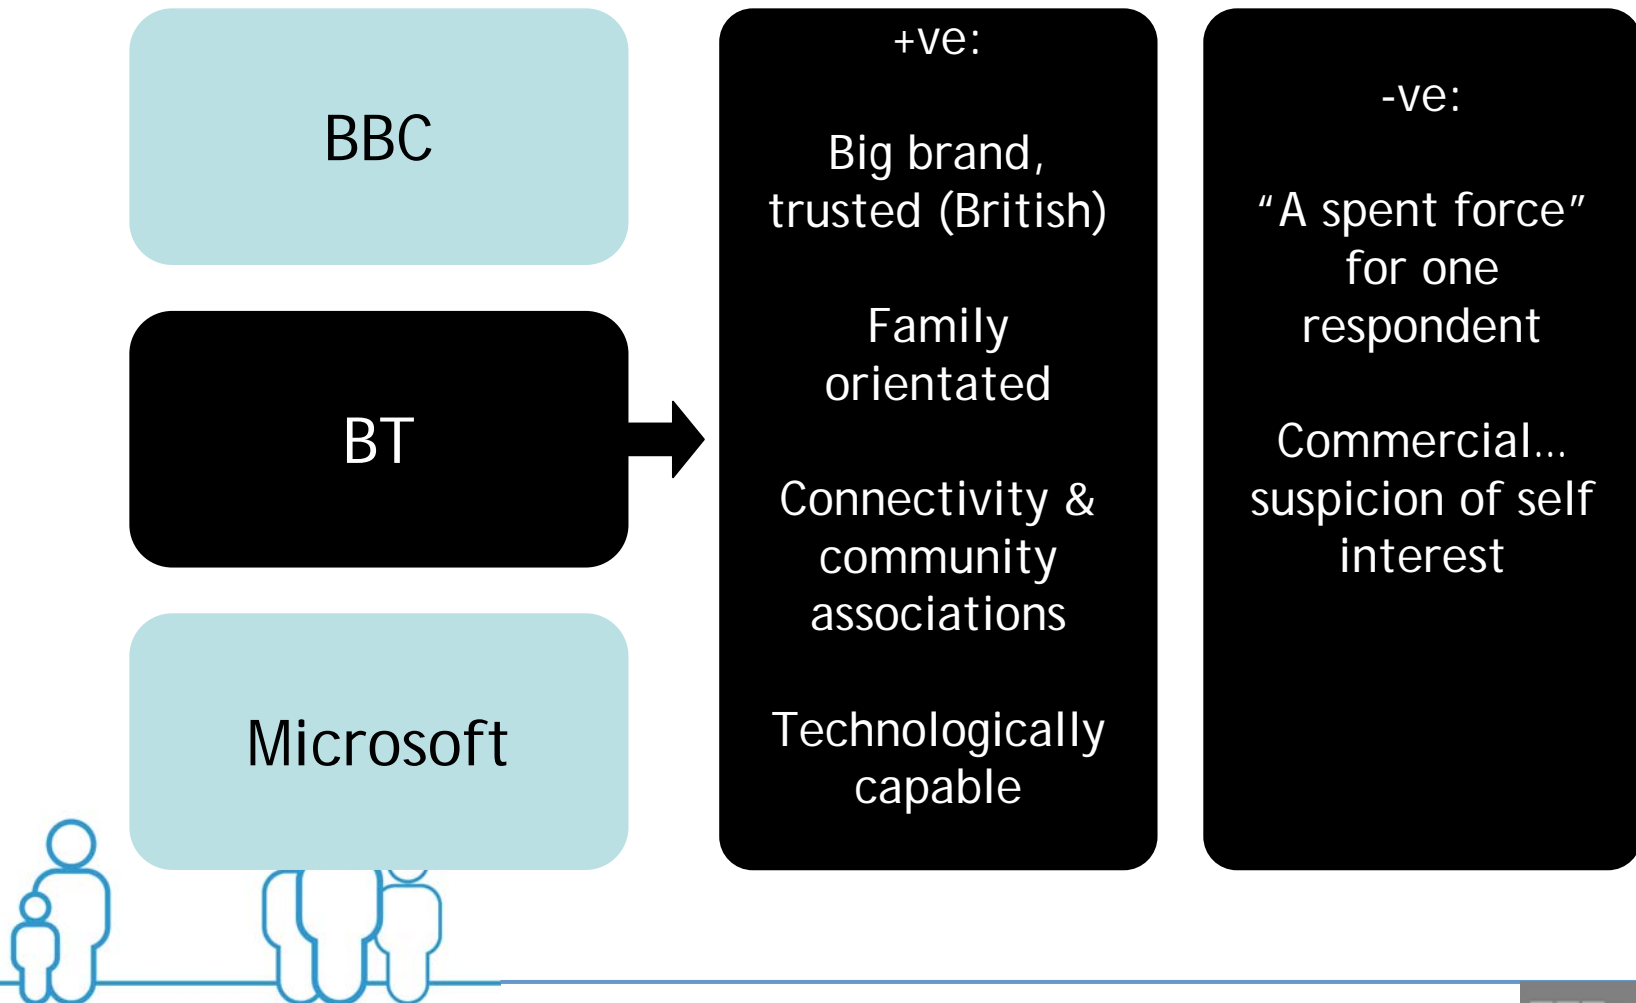 BBC
BT
Microsoft
+ve:
Big brand,
trusted (British)
Family
orientated
Connectivity &
community
associations
Technologically
capable
-ve:
“A spent force”
for one
respondent
Commercial…
suspicion of self
interest